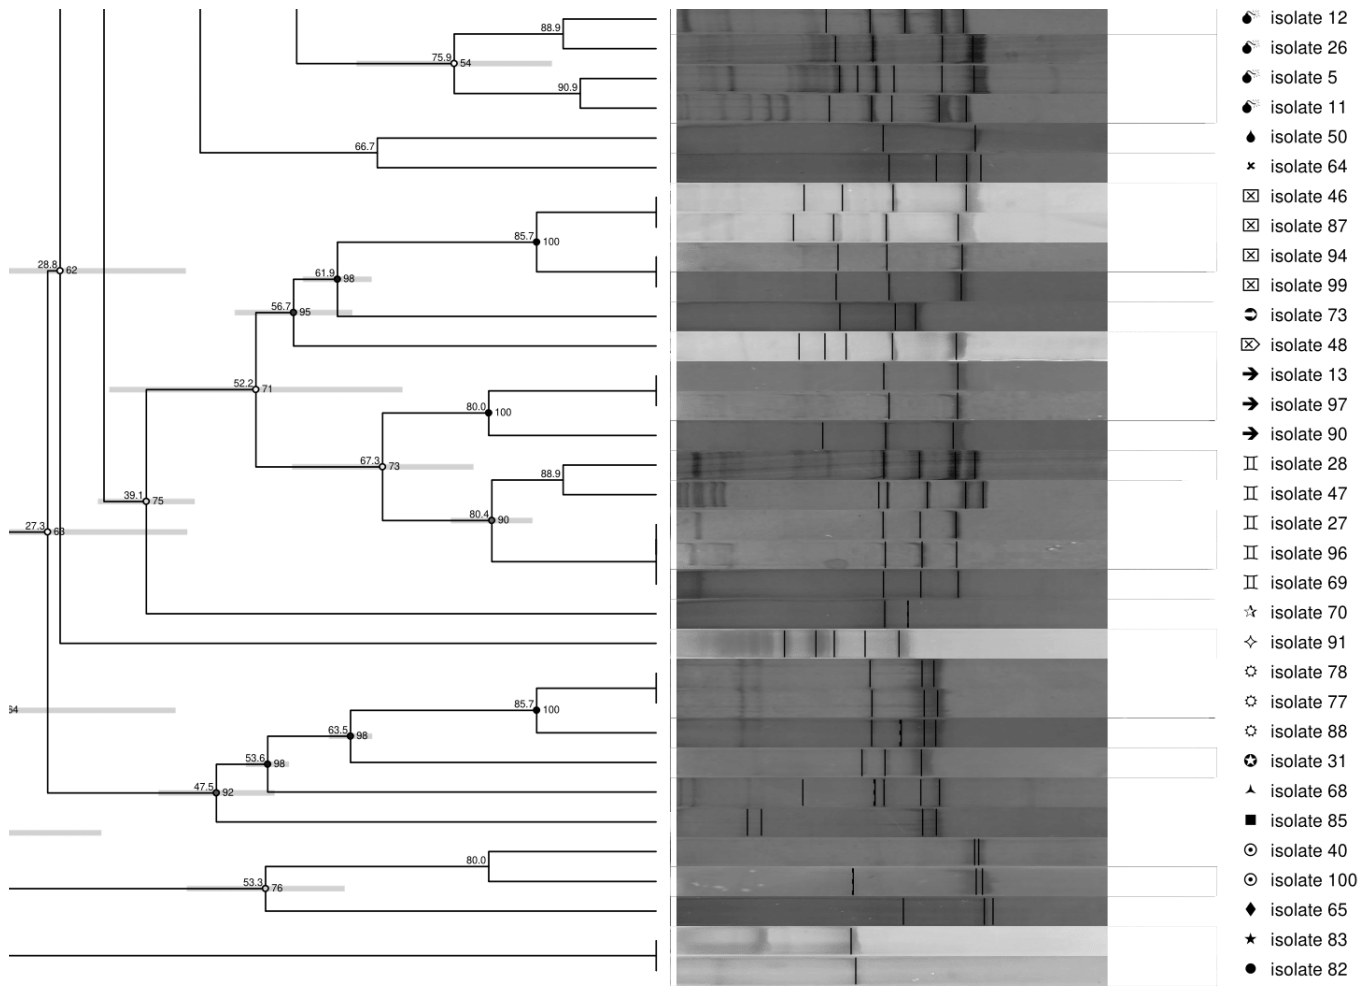 88.9 isolate 12
isolate 26
75.9 54
isolate 5
90.9 isolate 11
isolate 50
66.7
isolate 64
isolate 46
isolate 87
85.7 100
isolate 94
28.8 62
61.9 98
isolate 99
56.7 95
isolate 73
isolate 48
isolate 13
52.2 71
isolate 97
80.0 100
isolate 90
67.3 73
isolate 28
88.9
isolate 47
39.1 75
80.4 90
isolate 27
27.3 63
isolate 96
isolate 69
isolate 70
isolate 91
isolate 78
isolate 77
64
85.7 100
isolate 88
63.5 98
isolate 31
53.6 98
isolate 68
47.5 92
isolate 85
isolate 40
80.0
isolate 100
53.3 76
isolate 65
isolate 83
isolate 82